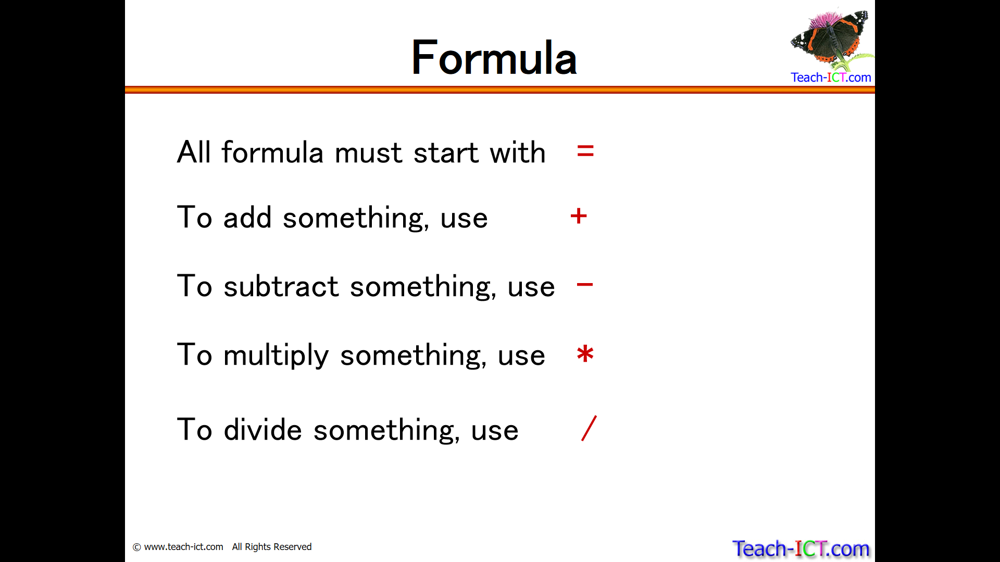 Formula
Teach-ICT.com
All formula must start with =
To add something, use +
To subtract something, use -
To multiply something, use *
To divide something, use /
© www.teach-ict.com All Rights Reserved
Teach-ICT.com